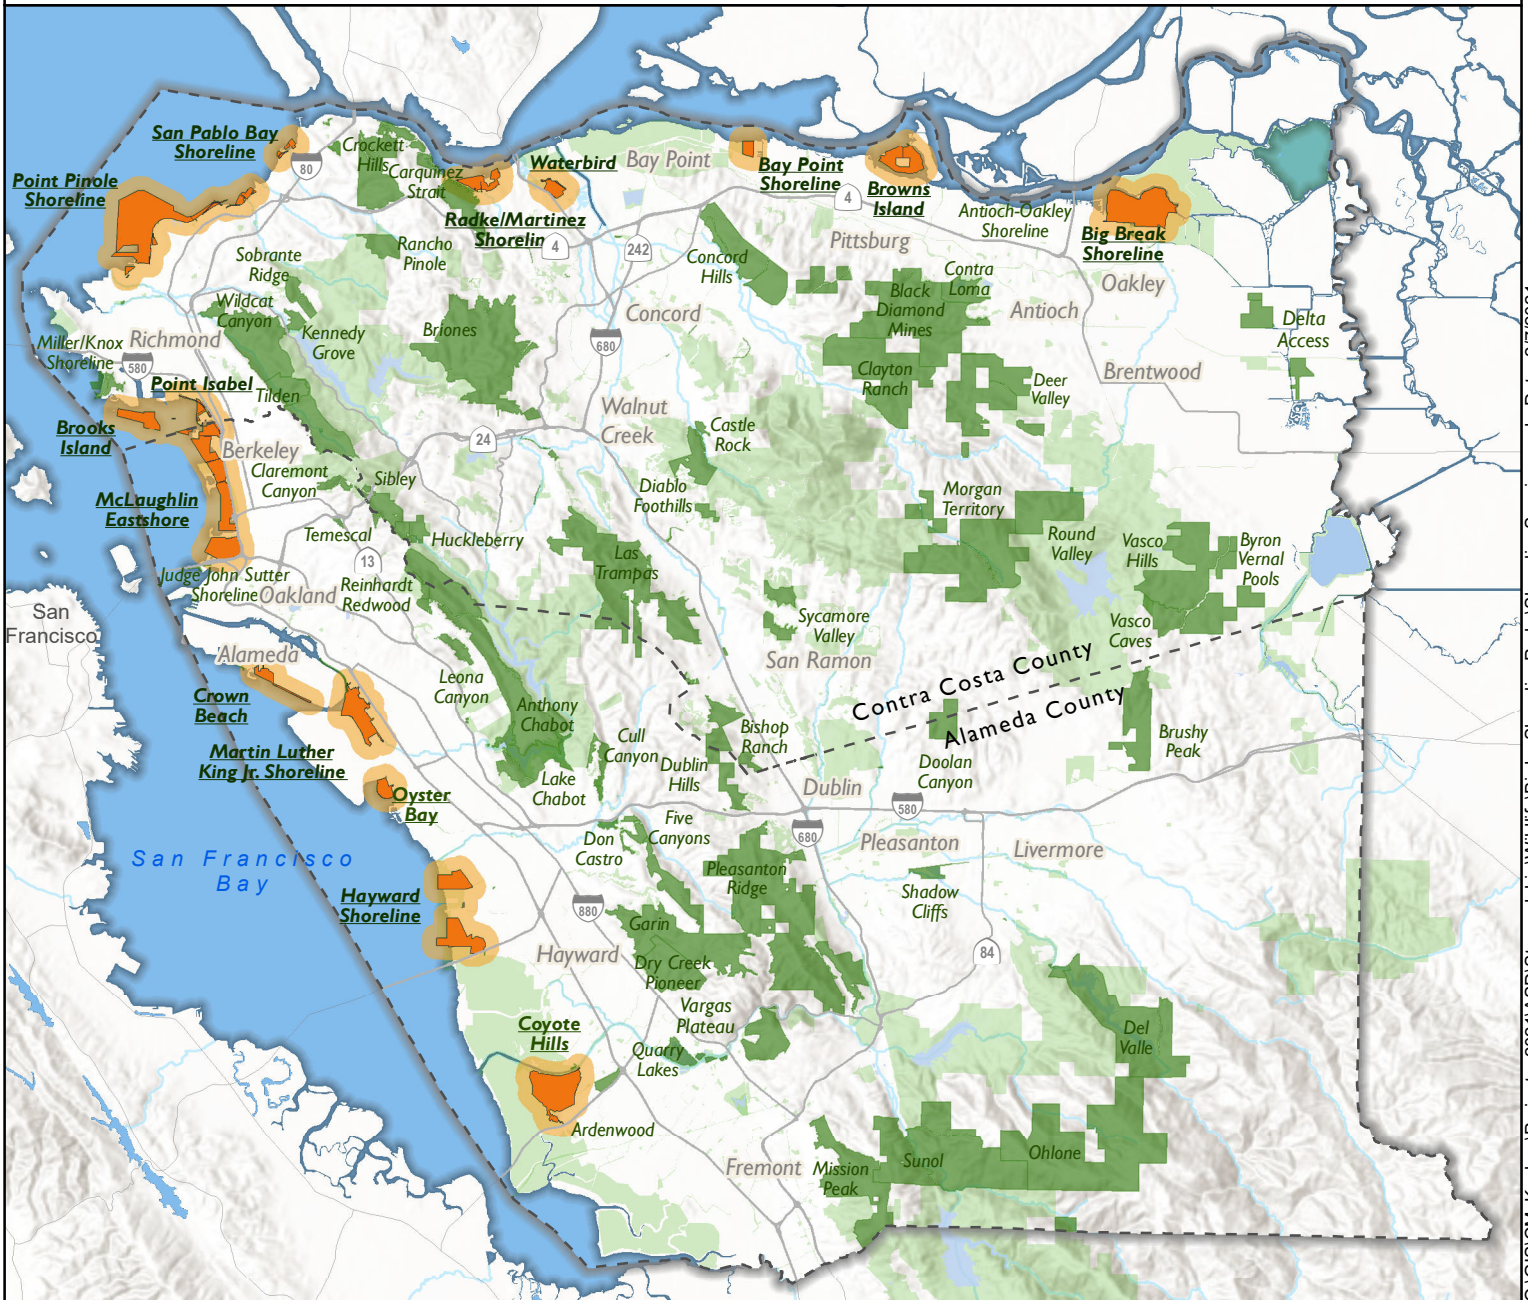 San Pablo Bay
Shoreline
80
Crockett
Hills
Carquinez
Strait
Waterbird
Bay Point
Bay Point
Shoreline
4
Browns
Island
Point Pinole
Shoreline
Radke/Martinez
Shorelin
4
242
Antioch-Oakley
Shoreline
Big Break
Shoreline
Pittsburg
Sobrante
Ridge
Rancho
Pinole
Concord
Hills
Contra
Loma
Black
Diamond
Mines
Oakley
Antioch
Wildcat
Canyon
Kennedy
Grove
Briones
Concord
Delta
Access
Miller/Knox
Shoreline
Richmond
580
680
Point Isabel
Tilden
Clayton
Ranch
Deer
Valley
Brentwood
Brooks
Island
Berkeley
Walnut
Creek
24
Castle
Rock
Claremont
Canyon
Sibley
McLaughlin
Eastshore
Diablo
Foothills
Morgan
Territory
Temescal
Huckleberry
Round
Valley
Vasco
Hills
Byron
Vernal
Pools
13
Las
Trampas
Judge John Sutter
Shoreline
Oakland
Reinhardt
Redwood
San
Francisco
Sycamore
Valley
Vasco
Caves
Alameda
San Ramon
Contra Costa County
Alameda County
Leona
Canyon
Crown
Beach
Anthony
Chabot
Cull
Canyon
Bishop
Ranch
Brushy
Peak
Martin Luther
King Jr. Shoreline
Dublin
Hills
Doolan
Canyon
Lake
Chabot
Dublin
580
Oyster
Bay
Five
Canyons
Don
Castro
680
Pleasanton
Livermore
San Francisco
Bay
Pleasanton
Ridge
Shadow
Cliffs
Hayward
Shoreline
880
Garin
84
Hayward
Dry Creek
Pioneer
Vargas
Plateau
Coyote
Hills
Quarry
Lakes
Del
Valle
Ardenwood
Fremont
Mission
Peak
Sunol
Ohlone